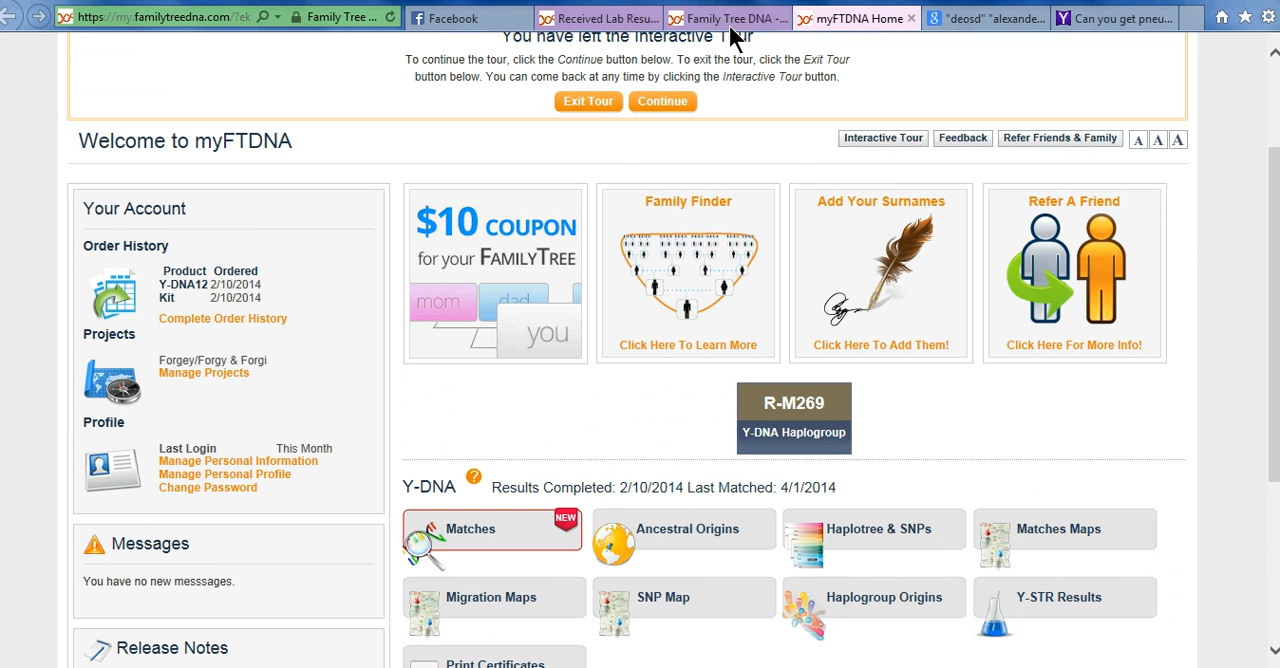 https://my.familytreedna.com/?ek
Family Tree ...
Facebook
Received Lab Resu...
Family Tree DNA -...
myFTDNA Home
"deosd" "alexande...
Can you get pneu...
You have left the Interactive Tour
To continue the tour, click the Continue button below. To exit the tour, click the Exit Tour
button below. You can come back at any time by clicking the Interactive Tour button.
Exit Tour
Continue
Welcome to myFTDNA
Interactive Tour
Feedback
Refer Friends & Family
A A A
Your Account
Order History
Product Ordered
Y-DNA12 2/10/2014
Kit 2/10/2014
Complete Order History
Projects
Forgey/Forgy & Forgi
Manage Projects
Profile
Last Login This Month
Manage Personal Information
Manage Personal Profile
Change Password
Messages
You have no new messsages.
Release Notes
$10 COUPON
for your FAMILYTREE
mom
dad
you
Family Finder
Click Here To Learn More
Add Your Surnames
Click Here To Add Them!
Refer A Friend
Click Here For More Info!
R-M269
Y-DNA Haplogroup
Y-DNA ? Results Completed: 2/10/2014 Last Matched: 4/1/2014
Matches
NEW
Ancestral Origins
Haplotree & SNPs
Matches Maps
Migration Maps
SNP Map
Haplogroup Origins
Y-STR Results
Print Certificates